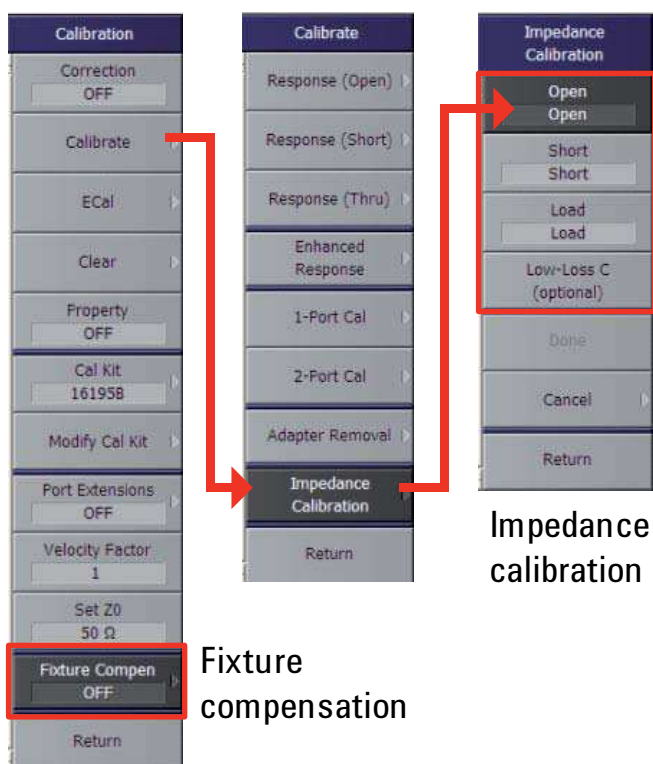 Calibration
Correction
OFF
Calibrate
ECal
Clear
Property
OFF
Cal Kit
161958
Modify Cal Kit
Port Extensions
OFF
Velocity Factor
1
Set Z0
50 Ω
Fixture Compen
OFF
Return
Fixture
compensation
Calibrate
Response (Open)
Response (Short)
Response (Thru)
Enhanced
Response
1-Port Cal
2-Port Cal
Adapter Removal
Impedance
Calibration
Return
Impedance
Calibration
Open
Open
Short
Short
Load
Load
Low-Loss C
(optional)
Done
Cancel
Return
Impedance
calibration